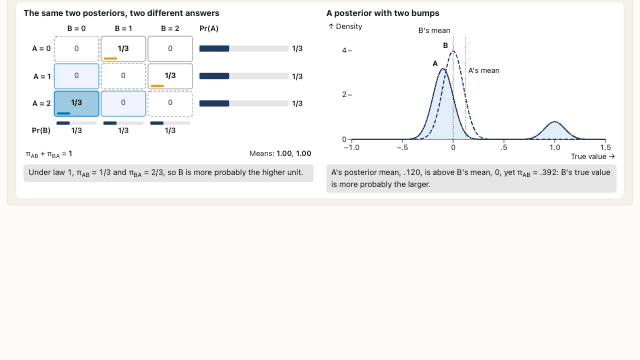 The same two posteriors, two different answers
B = 0 B = 1 B = 2 Pr(A)
A = 0 0 1/3 0 1/3
A = 1 0 0 1/3 1/3
A = 2 1/3 0 0 1/3
Pr(B) 1/3 1/3 1/3
πAB + πBA = 1 Means: 1.00, 1.00
Under law 1, πAB = 1/3 and πBA = 2/3, so B is more probably the higher unit.
A posterior with two bumps
↑ Density
B's mean
B
A
A's mean
4
2
0
−1.0 −.5 0 .5 1.0 1.5
True value →
A's posterior mean, .120, is above B's mean, 0, yet πAB = .392: B's true value
is more probably the larger.